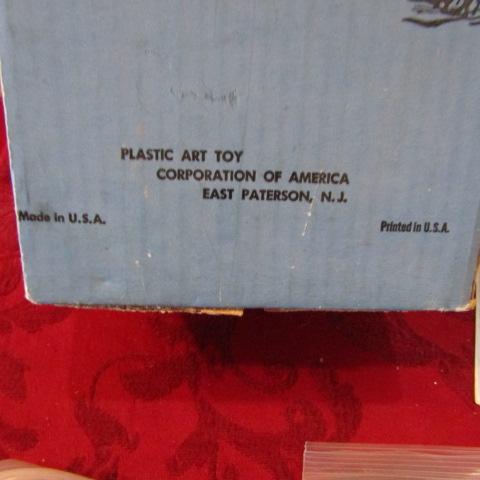 PLASTIC ART TOY
CORPORATION OF AMERICA
EAST PATERSON, N. J.
Made in U.S.A.
Printed in U.S.A.